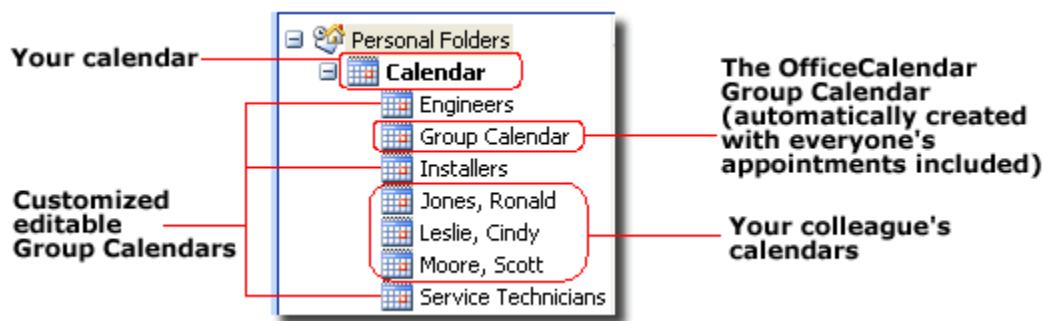 Your calendar
Customized
editable
Group Calendars
Personal Folders
Calendar
Engineers
Group Calendar
Installers
Jones, Ronald
Leslie, Cindy
Moore, Scott
Service Technicians
The OfficeCalendar
Group Calendar
(automatically created
with everyone's
appointments included)
Your colleague's
calendars